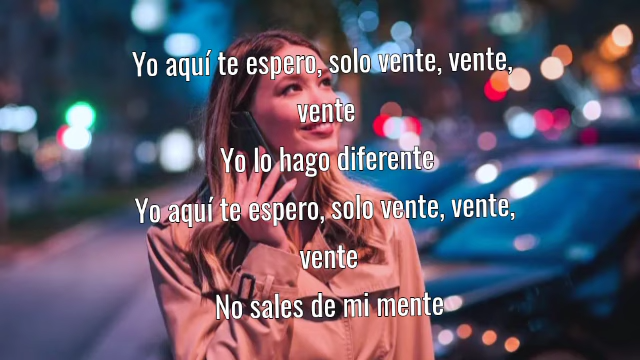 Yo aquí te espero, solo vente, vente,
vente
Yo lo hago diferente
Yo aquí te espero, solo vente, vente,
vente
No sales de mi mente